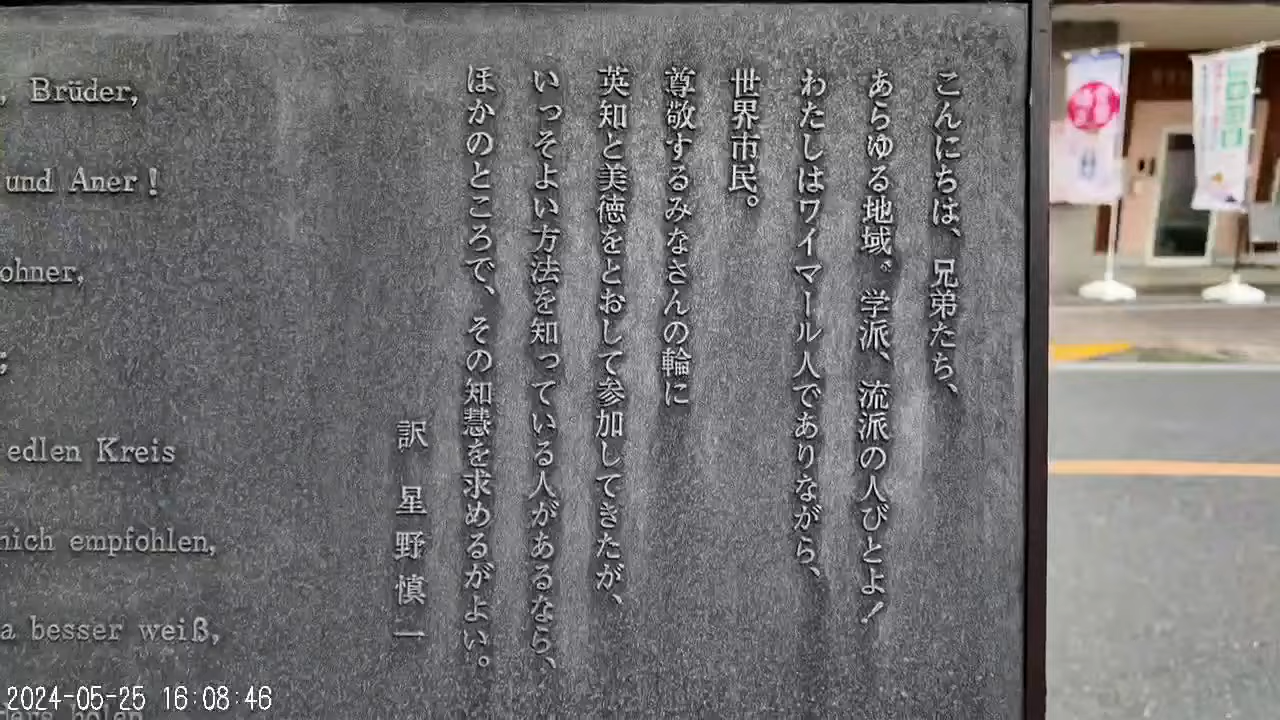 , Brüder,
und Aner!
ohner,
;
edlen Kreis
mich empfohlen,
a besser weiß,
holen
こんにちは、兄弟たち、
あらゆる地域。学派、流派の人びとよ！
わたしはワイマール人でありながら、
世界市民。
尊敬するみなさんの輪に
英知と美徳をとおして参加してきたが、
いっそよい方法を知っている人があるなら、
ほかのところで、その知慧を求めるがよい。
訳 星野慎一
2024-05-25 16:08:46